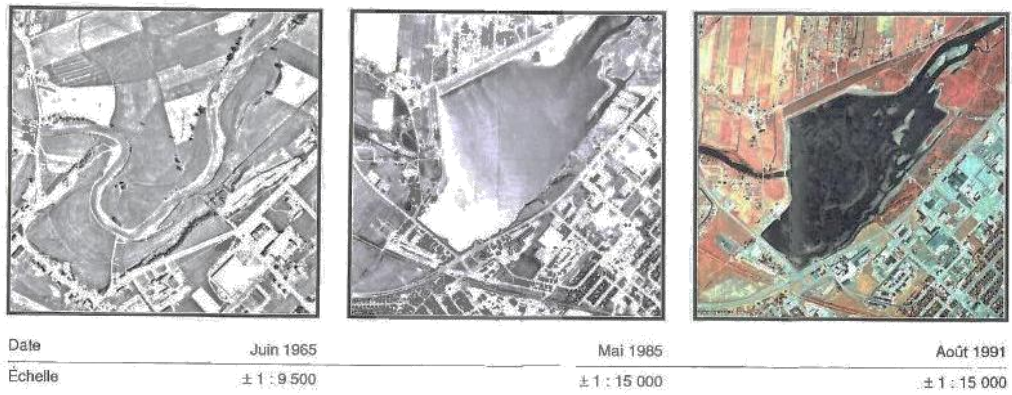 Date Juin 1965 Mai 1985 Août 1991
Échelle ± 1 : 9 500 ± 1 : 15 000 ± 1 : 15 000